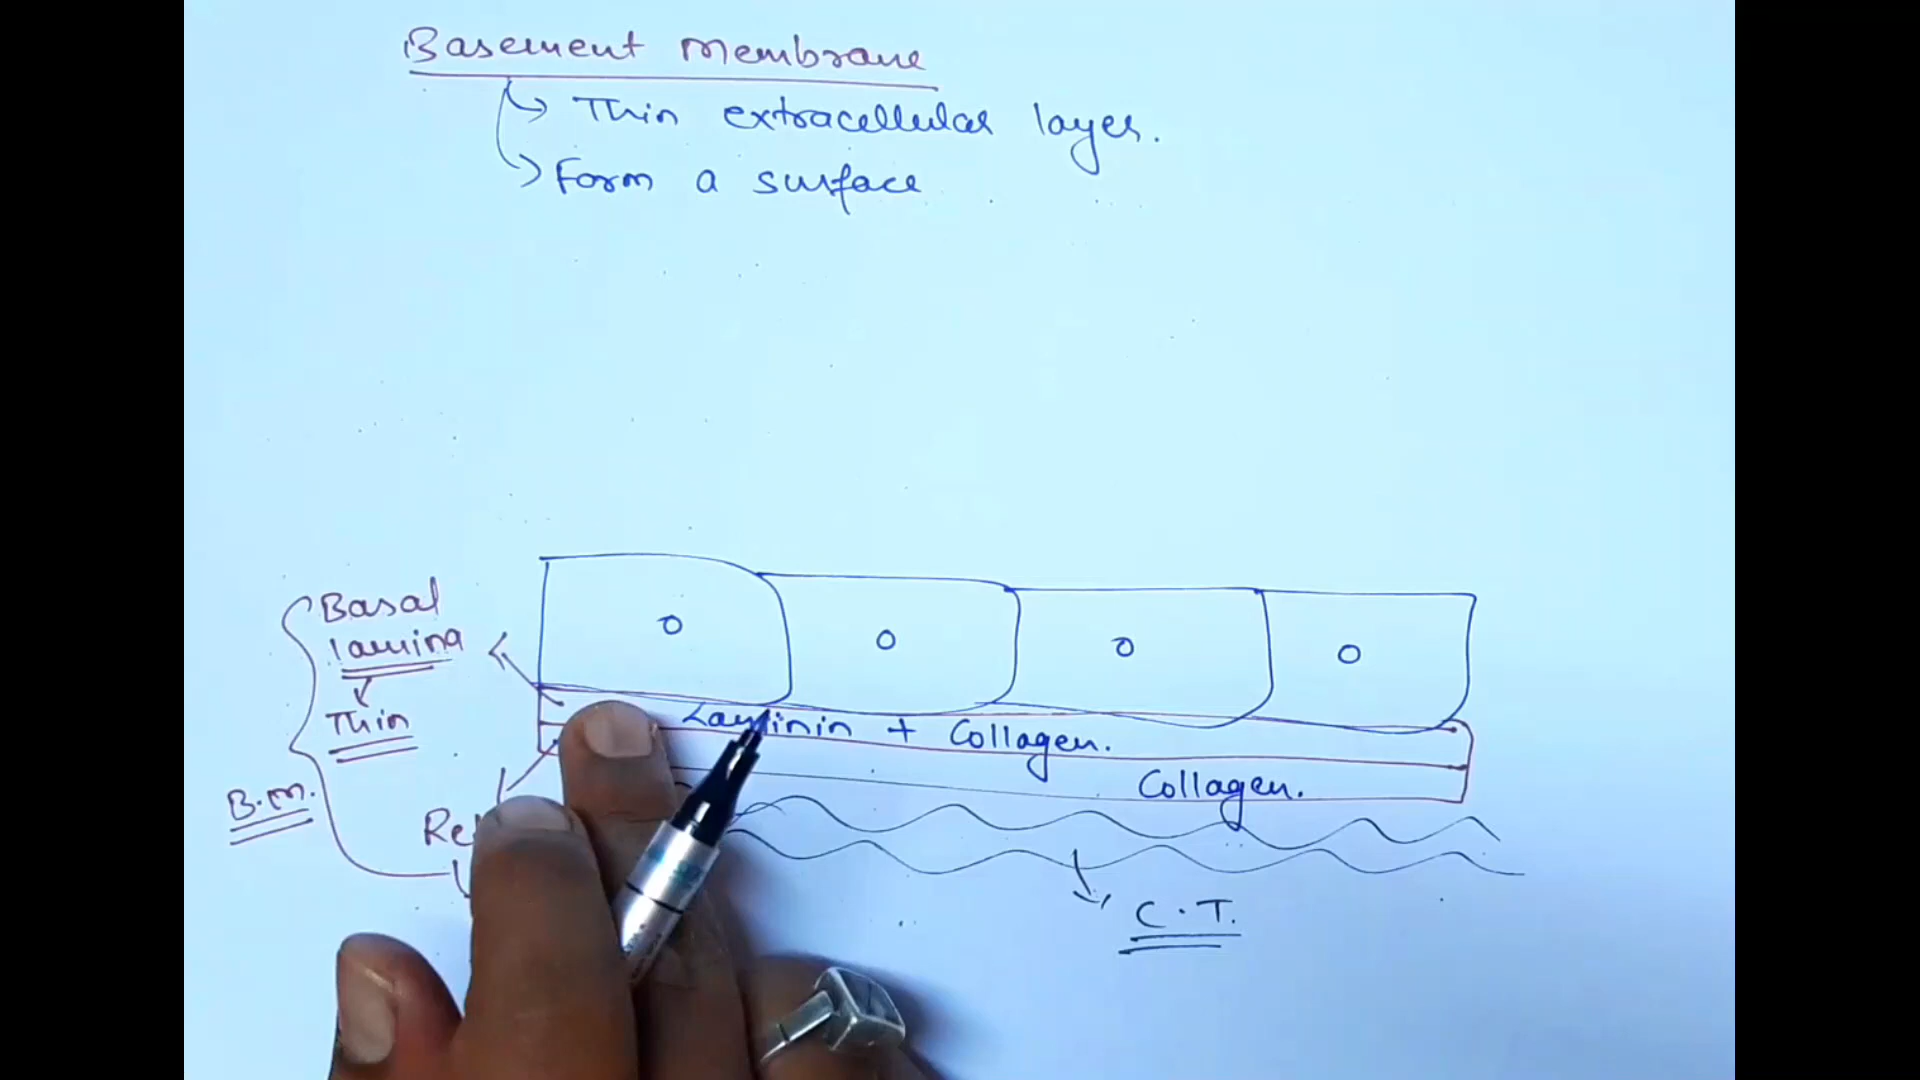 Basement Membrane
Thin extracellular layer.
Form a surface
Basal
lamina
Thin
B.M.
Laminin + Collagen.
Collagen.
C.T.